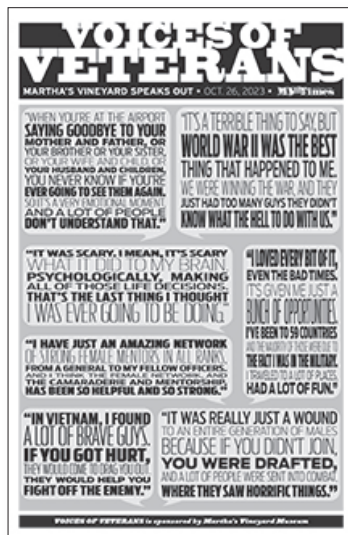 VOICES OF
VETERANS
MARTHA'S VINEYARD SPEAKS OUT • OCT. 26, 2023 • MV Times
"WHEN YOU'RE AT THE AIRPORT
SAYING GOODBYE TO YOUR
MOTHER AND FATHER, OR
YOUR BROTHER OR YOUR SISTER,
OR YOUR WIFE AND CHILD, OR
YOUR HUSBAND AND CHILDREN,
YOU NEVER KNOW IF YOU'RE
EVER GOING TO SEE THEM AGAIN.
SO IT'S A VERY EMOTIONAL MOMENT,
AND A LOT OF PEOPLE
DON'T UNDERSTAND THAT."
"IT'S A TERRIBLE THING TO SAY, BUT
WORLD WAR II WAS THE BEST
THING THAT HAPPENED TO ME.
WE WERE WINNING THE WAR, AND THEY
JUST HAD TOO MANY GUYS THEY DIDN'T
KNOW WHAT THE HELL TO DO WITH US."
"IT WAS SCARY. I MEAN, IT'S SCARY
WHAT IT DID TO MY BRAIN
PSYCHOLOGICALLY, MAKING
ALL OF THOSE LIFE DECISIONS.
THAT'S THE LAST THING I THOUGHT
I WAS EVER GOING TO BE DOING."
"I LOVED EVERY BIT OF IT,
EVEN THE BAD TIMES.
IT'S GIVEN ME JUST A
BUNCH OF OPPORTUNITIES.
I'VE BEEN TO 59 COUNTRIES
AND THE MAJORITY OF THOSE WERE DUE TO
THE FACT I WAS IN THE MILITARY.
I TRAVELED TO A LOT OF PLACES,
HAD A LOT OF FUN."
"I HAVE JUST AN AMAZING NETWORK
OF STRONG FEMALE MENTORS IN ALL RANKS,
FROM A GENERAL TO MY FELLOW OFFICERS.
AND I THINK THE FEMALE NETWORK, AND
THE CAMARADERIE AND MENTORSHIP,
HAS BEEN SO HELPFUL AND SO STRONG."
"IN VIETNAM, I FOUND
A LOT OF BRAVE GUYS.
IF YOU GOT HURT,
THEY WOULD COME TO DRAG YOU OUT.
THEY WOULD HELP YOU
FIGHT OFF THE ENEMY."
"IT WAS REALLY JUST A WOUND
TO AN ENTIRE GENERATION OF MALES
BECAUSE IF YOU DIDN'T JOIN,
YOU WERE DRAFTED,
AND A LOT OF PEOPLE WERE SENT INTO COMBAT,
WHERE THEY SAW HORRIFIC THINGS."
VOICES OF VETERANS is sponsored by Martha's Vineyard Museum